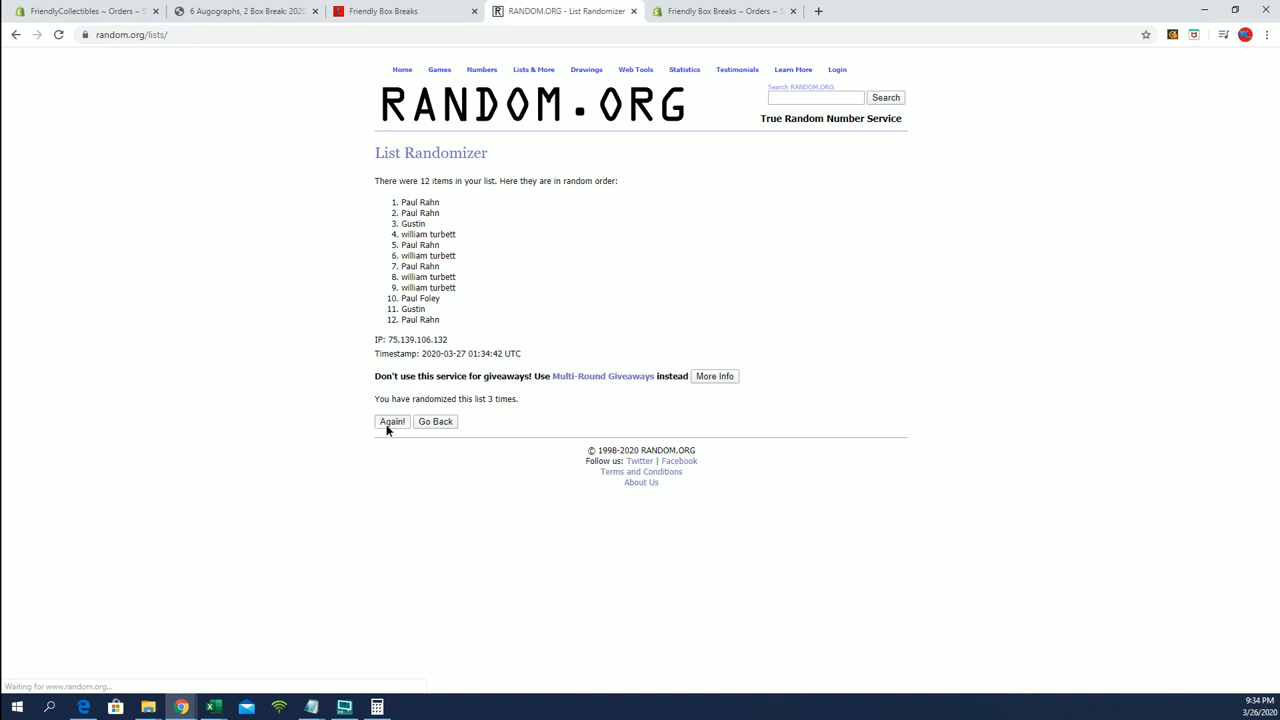 FriendlyCollectibles ~ Orders ~ S
6 Augographs, 2 Box Break: 2020
Friendly Box Breaks
RANDOM.ORG - List Randomizer
Friendly Box Breaks ~ Orders ~ S
random.org/lists/
Home Games Numbers Lists & More Drawings Web Tools Statistics Testimonials Learn More Login
RANDOM.ORG
Search RANDOM.ORG
Search
True Random Number Service
List Randomizer
There were 12 items in your list. Here they are in random order:
1. Paul Rahn
2. Paul Rahn
3. Gustin
4. william turbett
5. Paul Rahn
6. william turbett
7. Paul Rahn
8. william turbett
9. william turbett
10. Paul Foley
11. Gustin
12. Paul Rahn
IP: 75.139.106.132
Timestamp: 2020-03-27 01:34:42 UTC
Don't use this service for giveaways! Use Multi-Round Giveaways instead More Info
You have randomized this list 3 times.
Again! Go Back
© 1998-2020 RANDOM.ORG
Follow us: Twitter | Facebook
Terms and Conditions
About Us
Waiting for www.random.org...
9:34 PM
3/26/2020